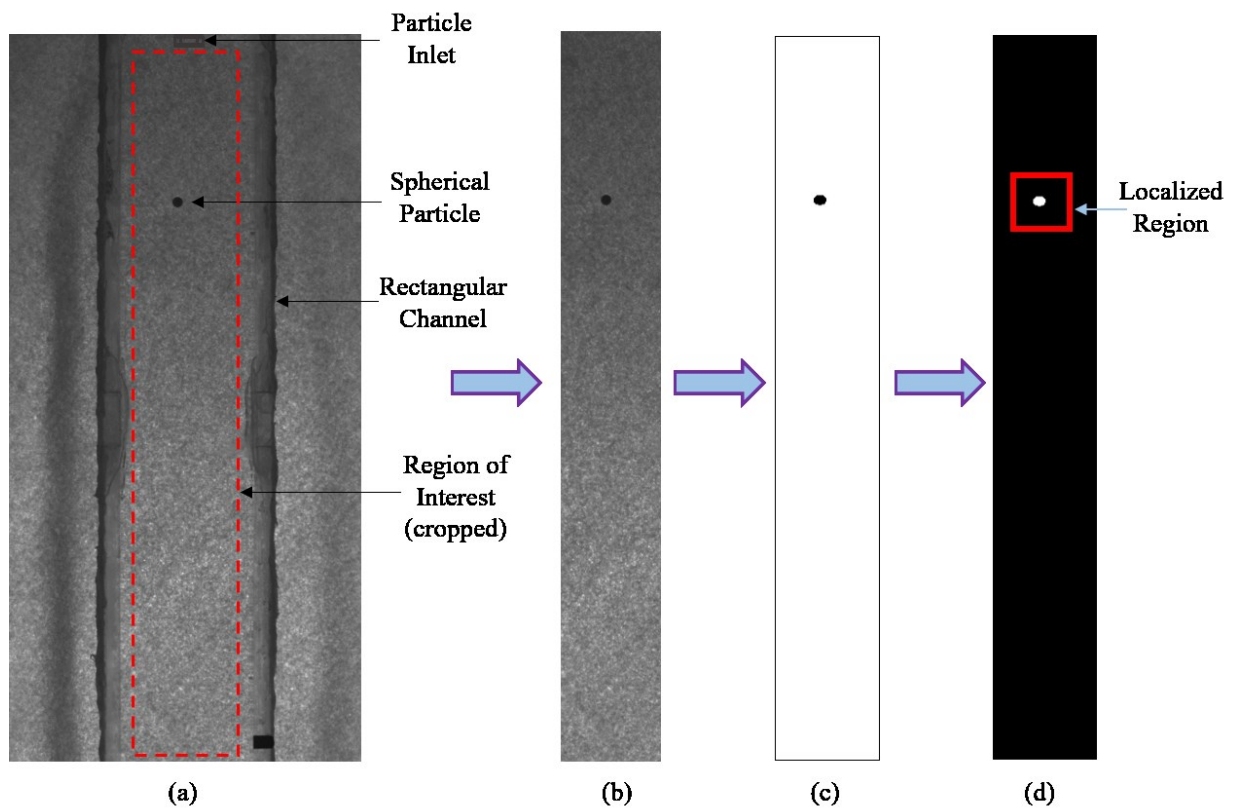 Particle
Inlet
Spherical
Particle
Rectangular
Channel
Region of
Interest
(cropped)
Localized
Region
(a)
(b)
(c)
(d)